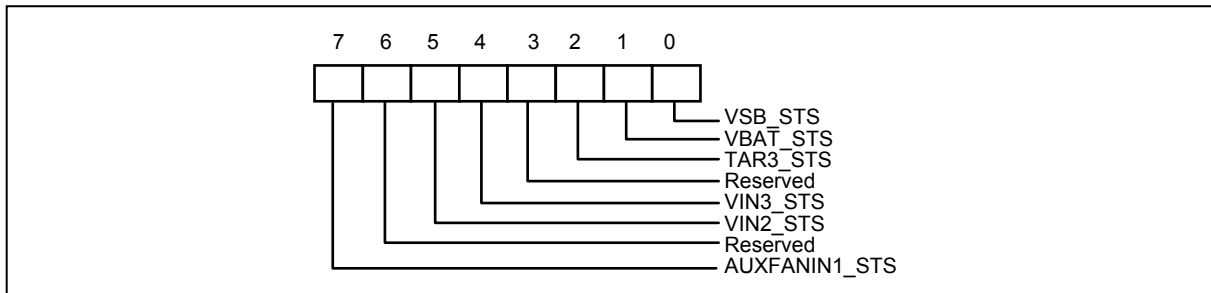 7 6 5 4 3 2 1 0
VSB_STS
VBAT_STS
TAR3_STS
Reserved
VIN3_STS
VIN2_STS
Reserved
AUXFANIN1_STS